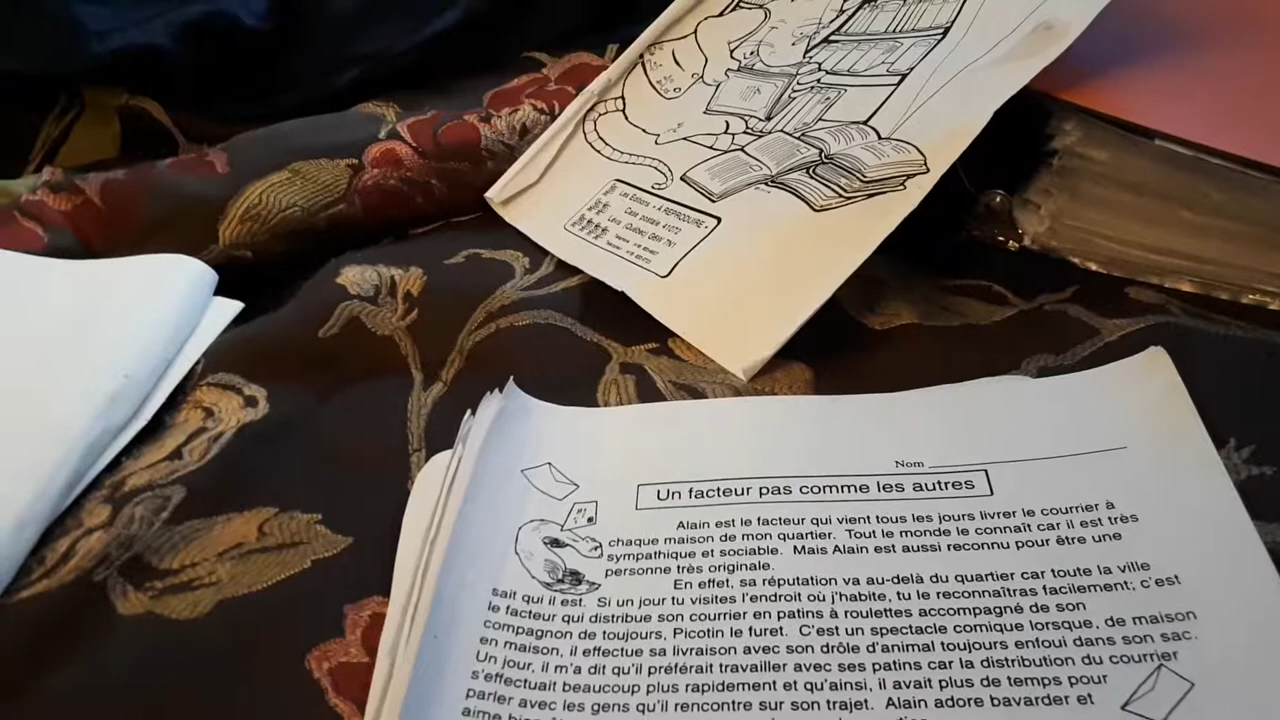 Les Éditions « À REPRODUIRE »
Case postale 41072
Lévis (Québec) G6W 7N1
Nom
Un facteur pas comme les autres
Alain est le facteur qui vient tous les jours livrer le courrier à
chaque maison de mon quartier. Tout le monde le connaît car il est très
sympathique et sociable. Mais Alain est aussi reconnu pour être une
personne très originale.
En effet, sa réputation va au-delà du quartier car toute la ville
sait qui il est. Si un jour tu visites l'endroit où j'habite, tu le reconnaîtras facilement; c'est
le facteur qui distribue son courrier en patins à roulettes accompagné de son
compagnon de toujours, Picotin le furet. C'est un spectacle comique lorsque, de maison
en maison, il effectue sa livraison avec son drôle d'animal toujours enfoui dans son sac.
Un jour, il m'a dit qu'il préférait travailler avec ses patins car la distribution du courrier
s'effectuait beaucoup plus rapidement et qu'ainsi, il avait plus de temps pour
parler avec les gens qu'il rencontre sur son trajet. Alain adore bavarder et